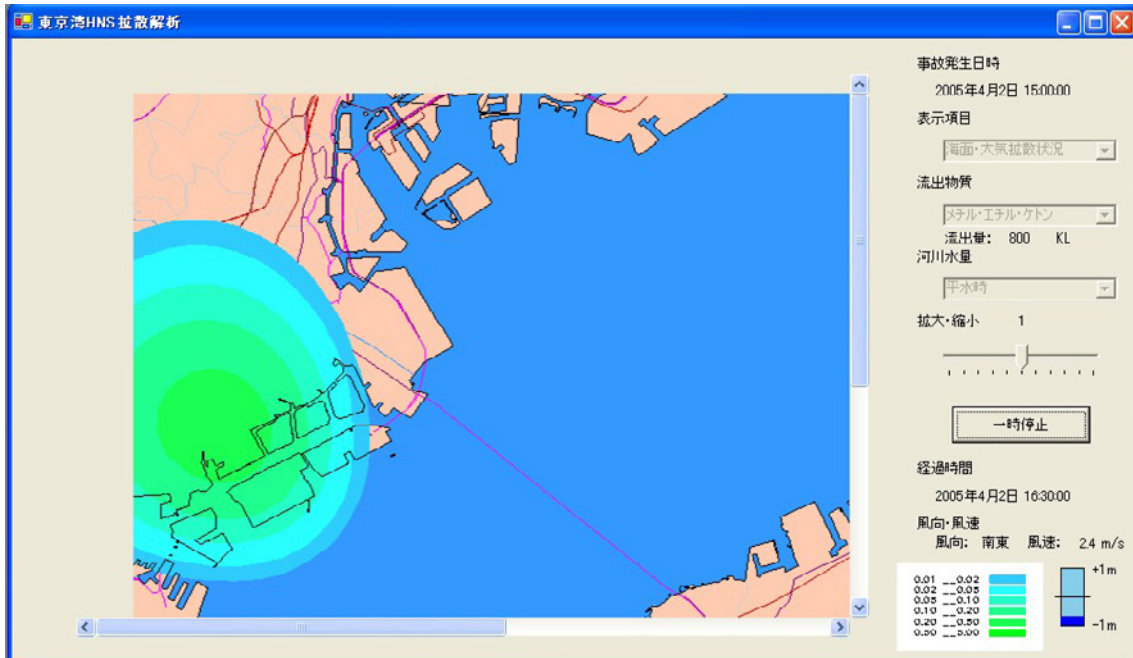 東京湾HNS拡散解析
事故発生日時
2005年4月2日 15:00:00
表示項目
海面・大気拡散状況
流出物質
メチル・エチル・ケトン
流出量: 800 KL
河川水量
平水時
拡大・縮小 1
一時停止
経過時間
2005年4月2日 16:30:00
風向・風速
風向: 南東 風速: 2.4 m/s
0.01 __0.02
0.02 __0.05
0.05 __0.10
0.10 __0.20
0.20 __0.50
0.50 __5.00
+1m
-1m